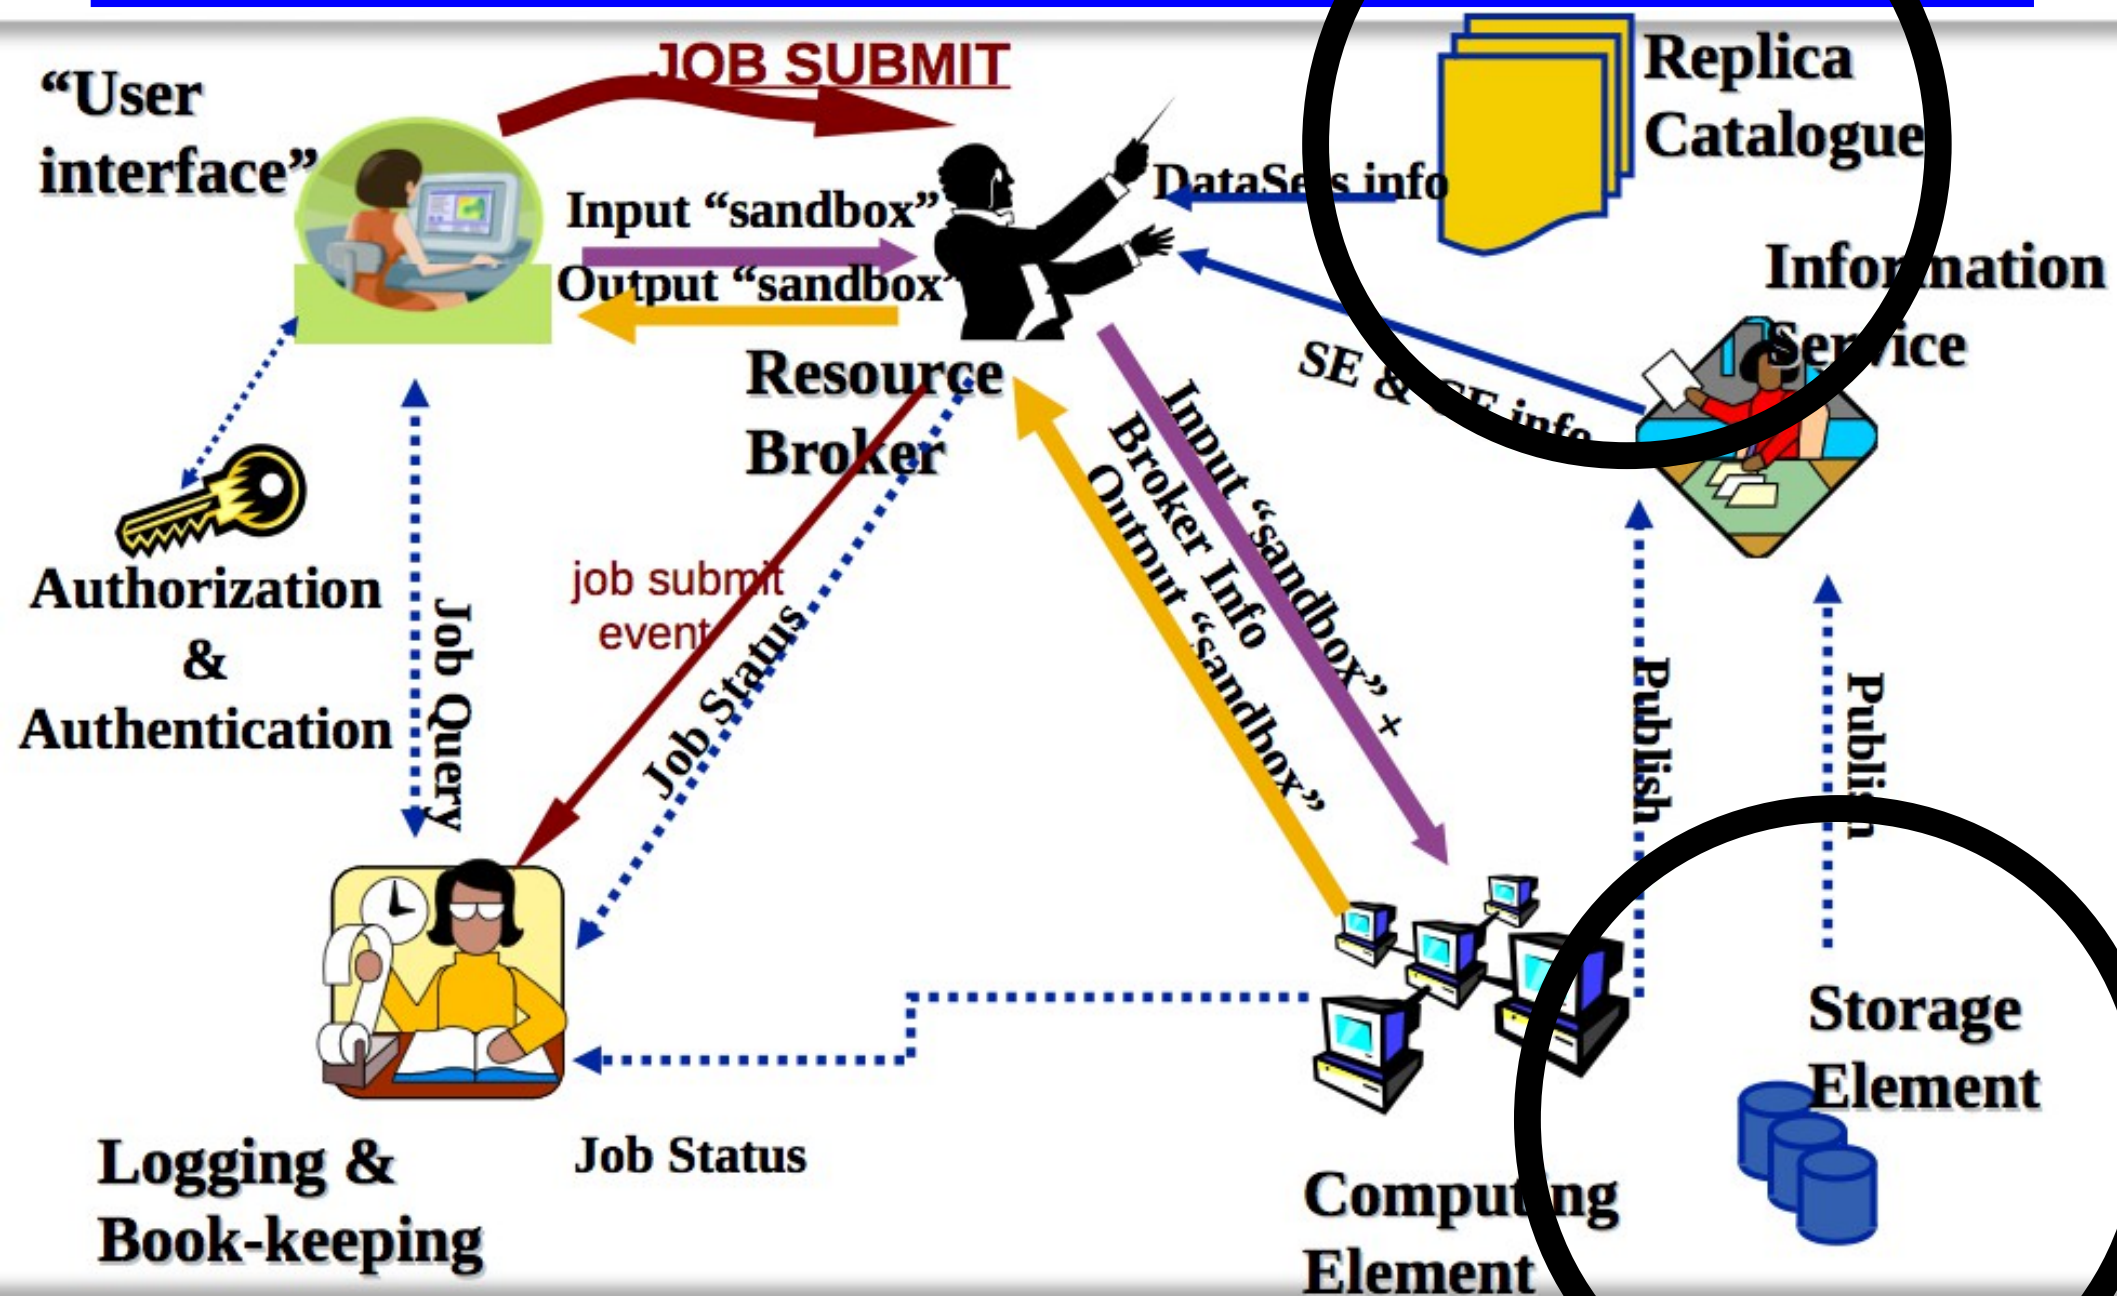 JOB SUBMIT
“User
interface”
Replica
Catalogue
DataSets info
Input “sandbox”
Output “sandbox”
Information
Service
SE & CE info
Resource
Broker
Input “sandbox” +
Broker Info
Output “sandbox”
Authorization
&
Authentication
Job Query
job submit
event
Job Status
Publish
Publish
Storage
Element
Logging &
Book-keeping
Job Status
Computing
Element